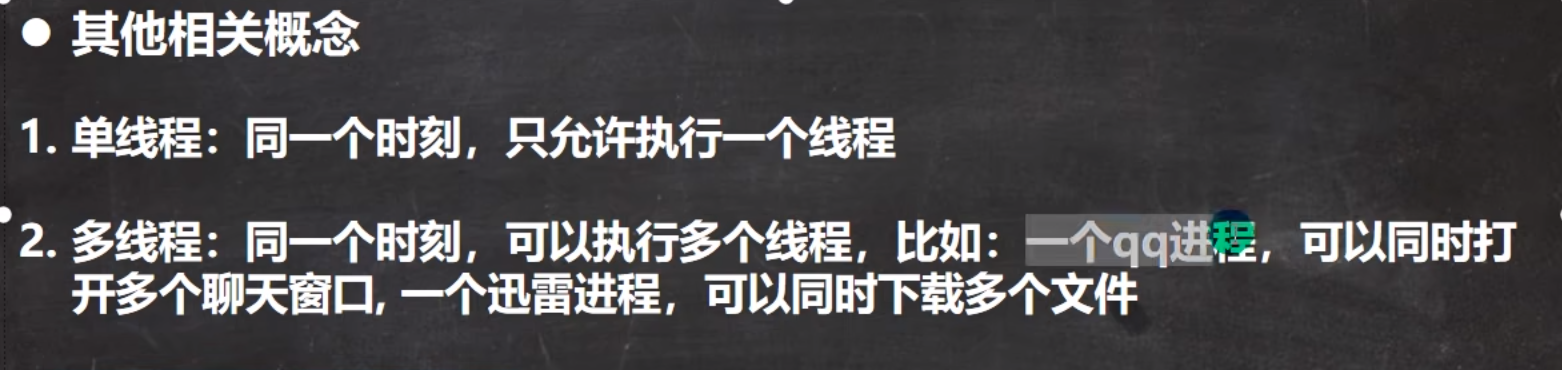 ● 其他相关概念
1. 单线程：同一个时刻，只允许执行一个线程
2. 多线程：同一个时刻，可以执行多个线程，比如：一个qq进程，可以同时打
开多个聊天窗口, 一个迅雷进程，可以同时下载多个文件